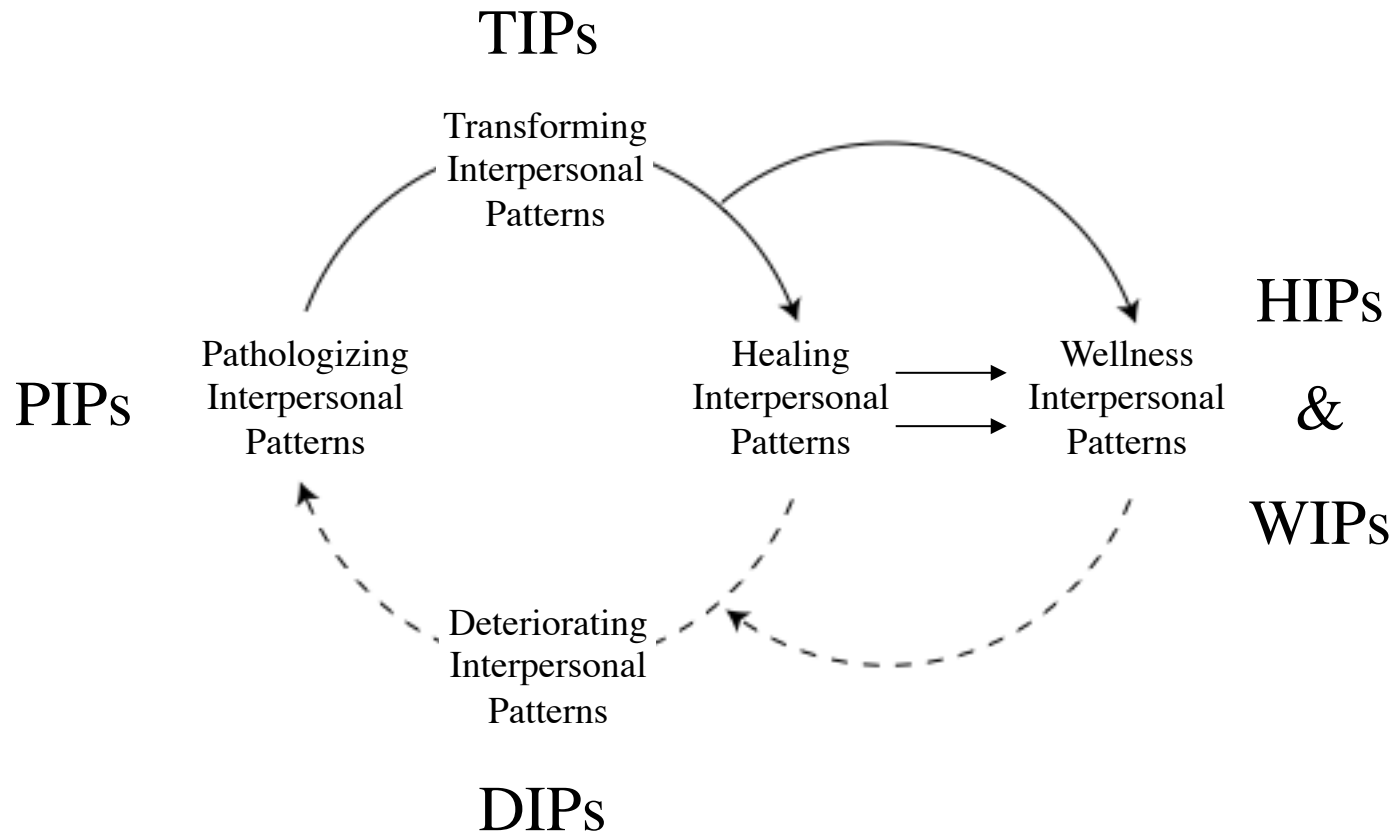 TIPs
Transforming
Interpersonal
Patterns
PIPs
Pathologizing
Interpersonal
Patterns
Healing
Interpersonal
Patterns
Wellness
Interpersonal
Patterns
HIPs
&
WIPs
Deteriorating
Interpersonal
Patterns
DIPs